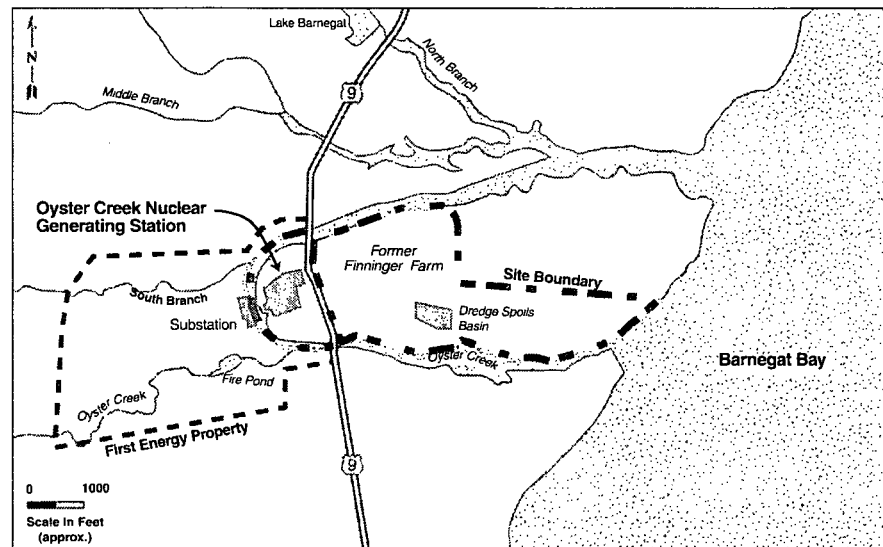 Lake Barnegat
N
North Branch
9
Middle Branch
Oyster Creek Nuclear
Generating Station
Former
Finninger Farm
Site Boundary
South Branch
Substation
Dredge Spoils
Basin
Oyster Creek
Barnegat Bay
Fire Pond
Oyster Creek
First Energy Property
9
0 1000
Scale In Feet
(approx.)